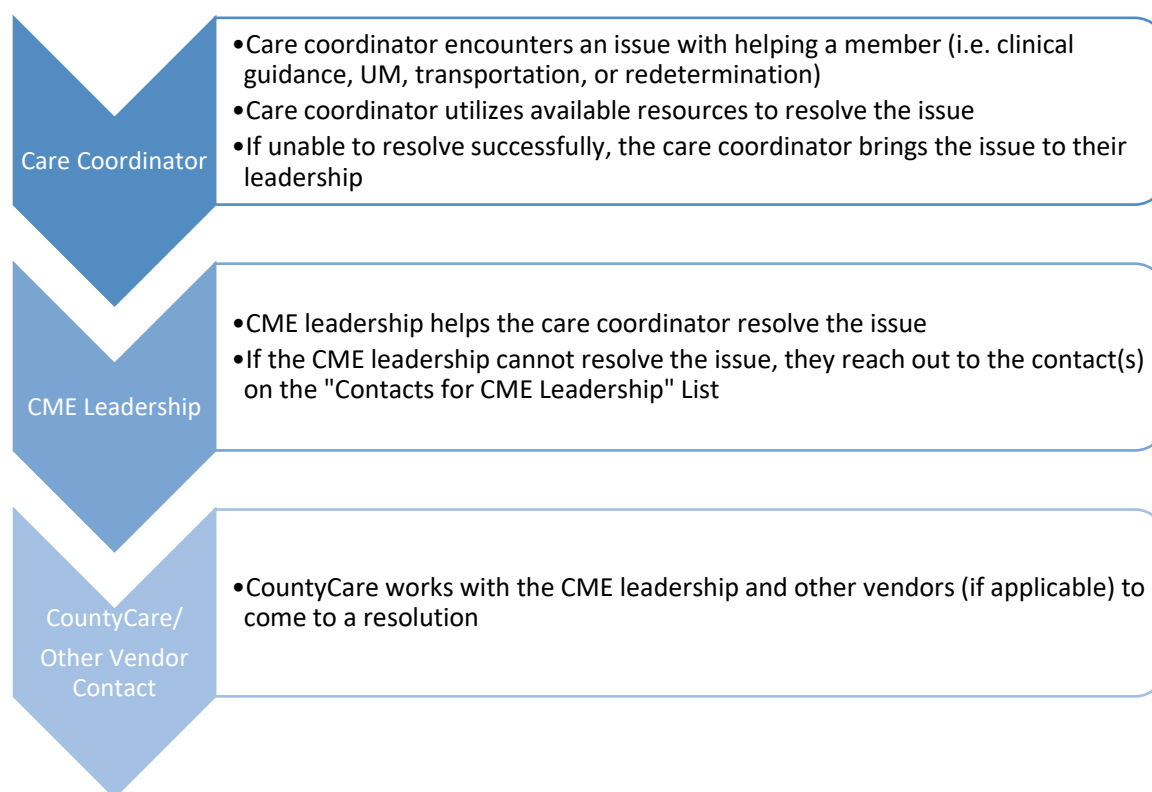 Care Coordinator
•Care coordinator encounters an issue with helping a member (i.e. clinical
guidance, UM, transportation, or redetermination)
•Care coordinator utilizes available resources to resolve the issue
•If unable to resolve successfully, the care coordinator brings the issue to their
leadership
CME Leadership
•CME leadership helps the care coordinator resolve the issue
•If the CME leadership cannot resolve the issue, they reach out to the contact(s)
on the "Contacts for CME Leadership" List
CountyCare/
Other Vendor
Contact
•CountyCare works with the CME leadership and other vendors (if applicable) to
come to a resolution